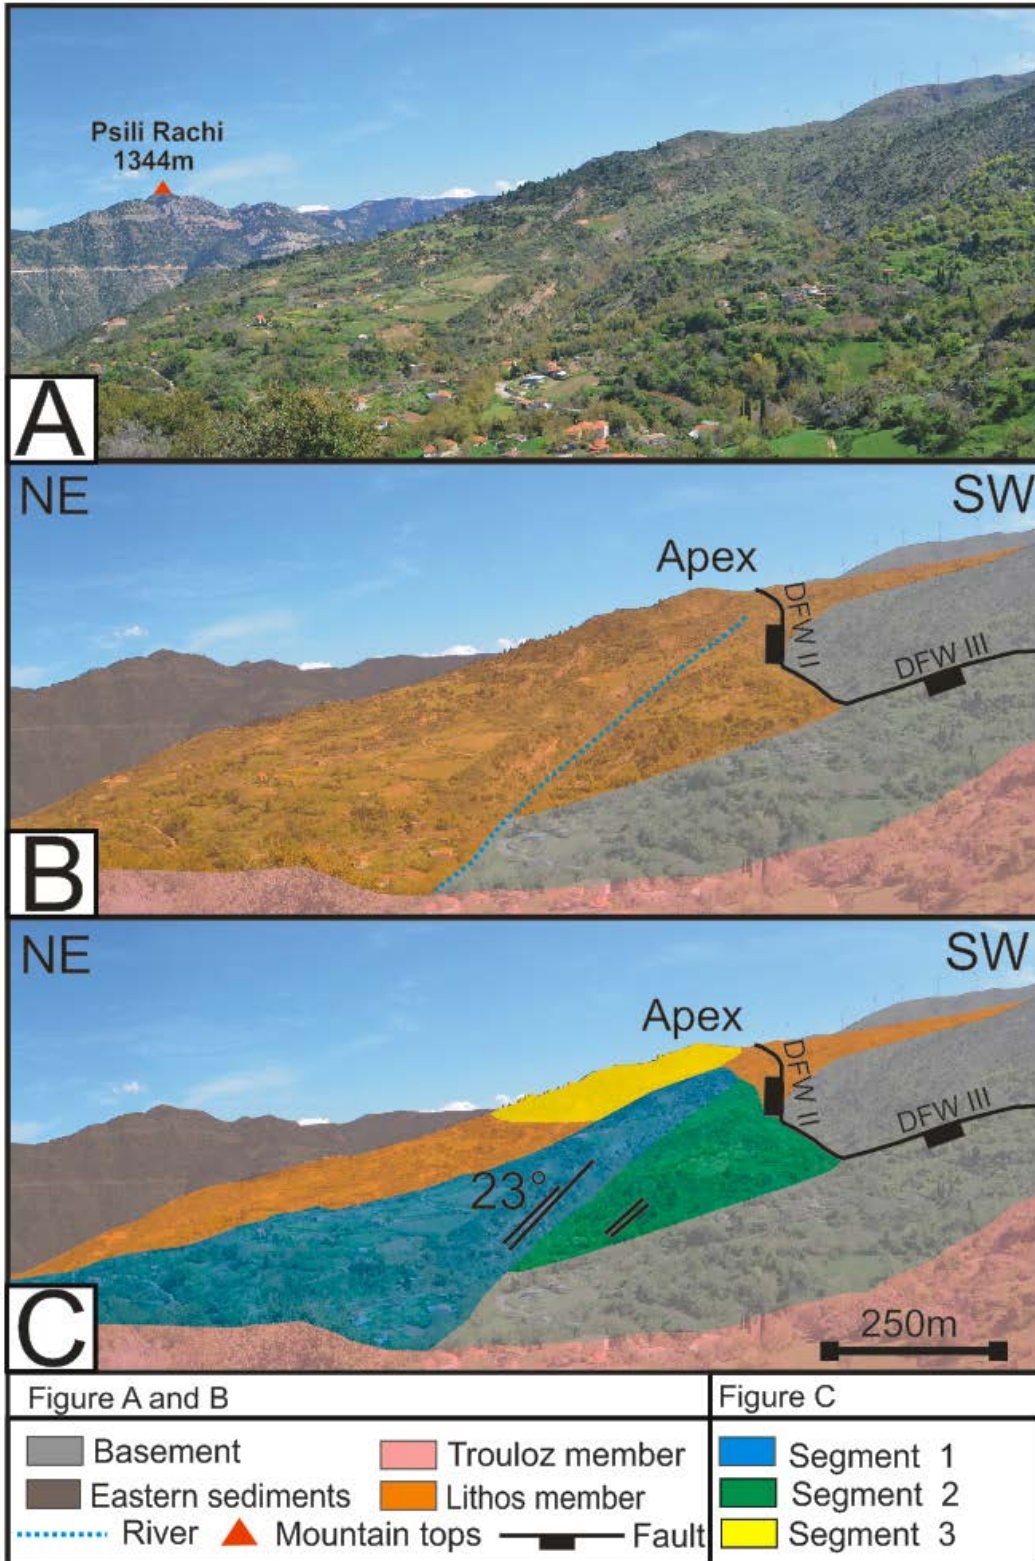 Psili Rachi
1344m
A
NE
SW
Apex
DFW II
DFW III
B
NE
SW
Apex
DFW II
DFW III
23°
C
250m
Figure A and B
Figure C
Basement
Trouloz member
Segment 1
Eastern sediments
Lithos member
Segment 2
River
Mountain tops
Fault
Segment 3